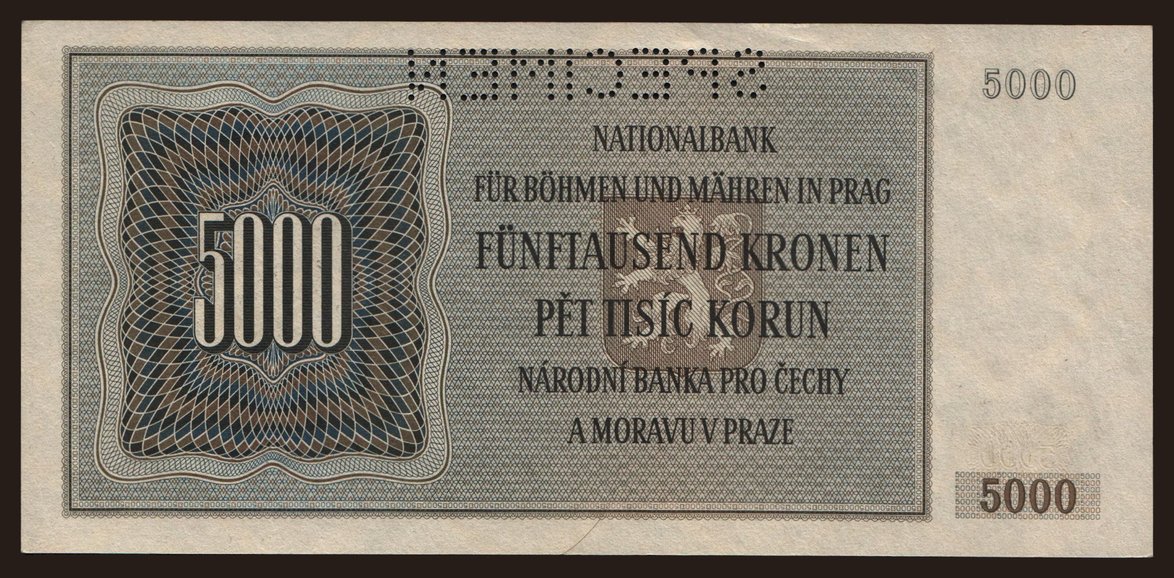 SPECIMEN
5000
NATIONALBANK
FÜR BÖHMEN UND MÄHREN IN PRAG
FÜNFTAUSEND KRONEN
5000
PĚT TISÍC KORUN
NÁRODNÍ BANKA PRO ČECHY
A MORAVU V PRAZE
5000